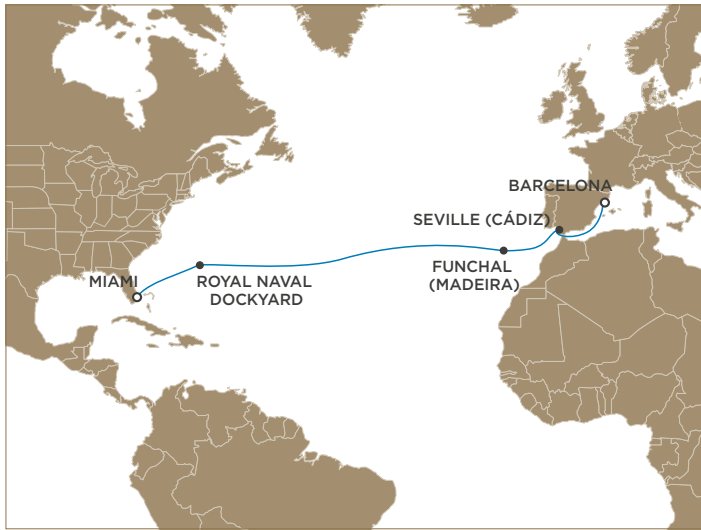 BARCELONA
SEVILLE (CÁDIZ)
FUNCHAL
(MADEIRA)
MIAMI
ROYAL NAVAL
DOCKYARD